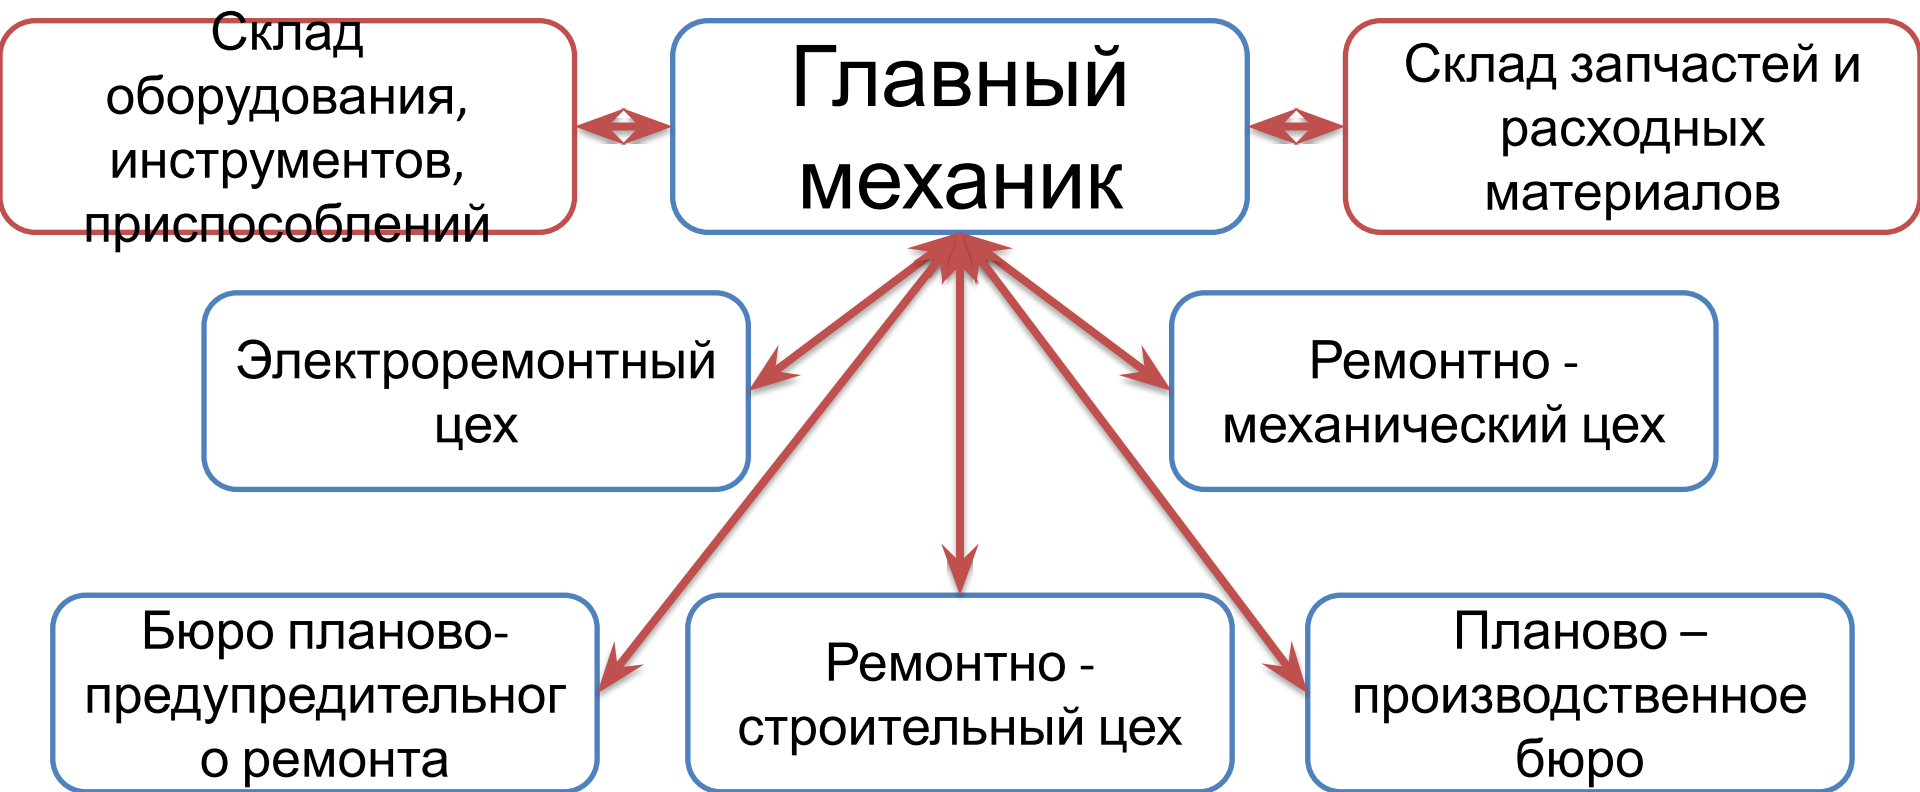 Склад
оборудования,
инструментов,
приспособлений
Главный
механик
Склад запчастей и
расходных
материалов
Электроремонтный
цех
Ремонтно -
механический цех
Бюро планово-
предупредительног
о ремонта
Ремонтно -
строительный цех
Планово –
производственное
бюро